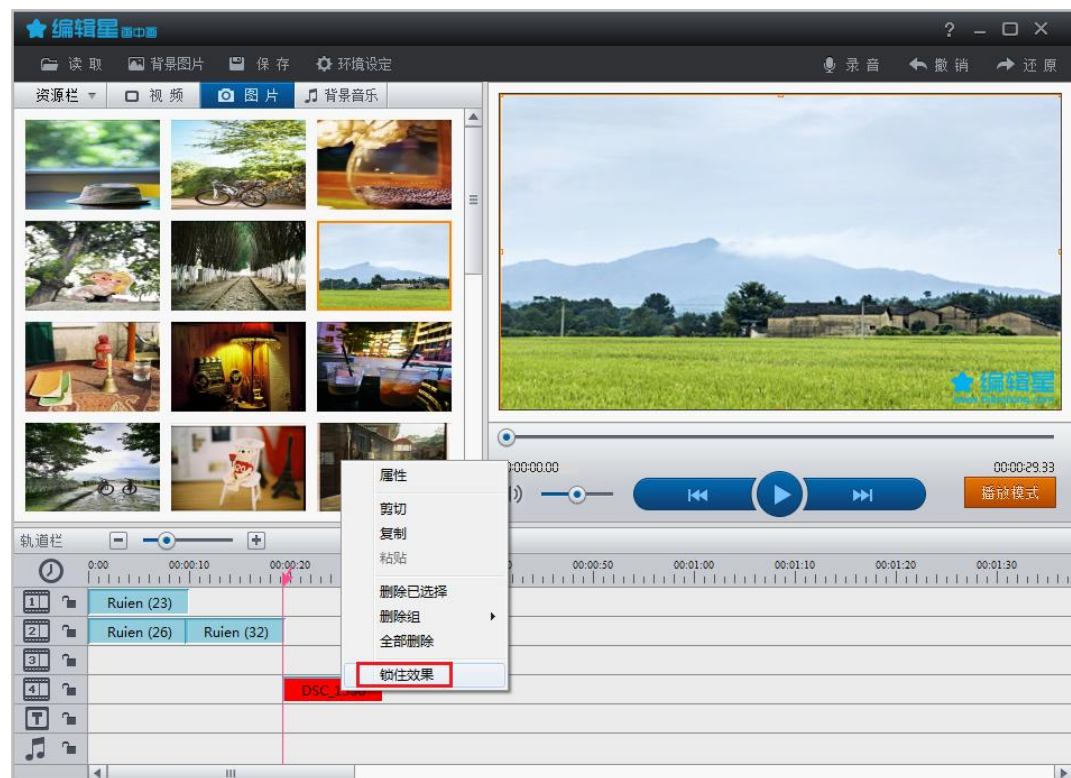 编辑星 画中画
读取 背景图片 保存 环境设定 录音 撤销 还原
资源栏 视频 图片 背景音乐
编辑星
00:00:29.33
播放模式
属性
剪切
复制
粘贴
删除已选择
删除组
全部删除
锁住效果
轨道栏
0:00 00:00:10 00:00:20 00:00:50 00:01:00 00:01:10 00:01:20 00:01:30
1 Ruien (23)
2 Ruien (26) Ruien (32)
3
4
T